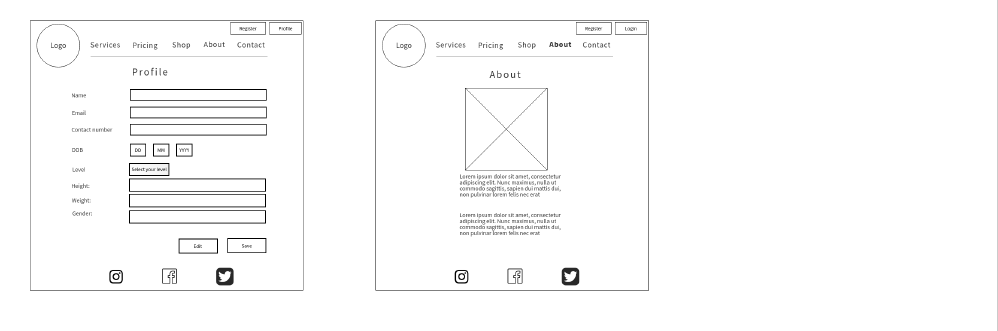 Register Profile
Logo Services Pricing Shop About Contact
Profile
Name
Email
Contact number
DOB DD MM YYYY
Level Select your level
Height:
Weight:
Gender:
Edit Save
Register Login
Logo Services Pricing Shop About Contact
About
Lorem ipsum dolor sit amet, consectetur
adipiscing elit. Nunc maximus, nulla ut
commodo sagittis, sapien dui mattis dui,
non pulvinar lorem felis nec erat
Lorem ipsum dolor sit amet, consectetur
adipiscing elit. Nunc maximus, nulla ut
commodo sagittis, sapien dui mattis dui,
non pulvinar lorem felis nec erat